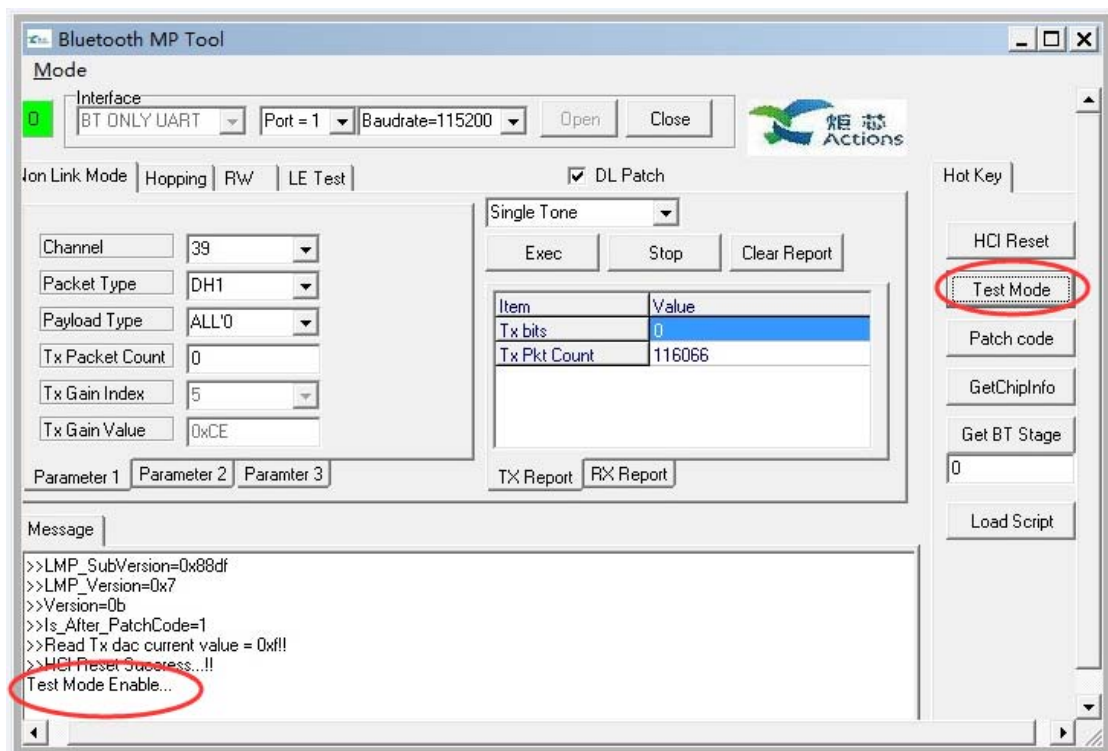 Bluetooth MP Tool
Mode
Interface
0 BT ONLY UART Port = 1 Baudrate=115200 Open Close
炬芯
Actions
Non Link Mode Hopping RW LE Test DL Patch Hot Key
Single Tone
Exec Stop Clear Report
Channel 39
Packet Type DH1
Payload Type ALL'0
Tx Packet Count 0
Tx Gain Index 5
Tx Gain Value 0xCE
Item Value
Tx bits 0
Tx Pkt Count 116066
Parameter 1 Parameter 2 Paramter 3
TX Report RX Report
HCI Reset
Test Mode
Patch code
GetChipInfo
Get BT Stage
0
Load Script
Message
>>LMP_SubVersion=0x88df
>>LMP_Version=0x7
>>Version=0b
>>Is_After_PatchCode=1
>>Read Tx dac current value = 0xf!!
>>HCI Reset Success...!!
Test Mode Enable...